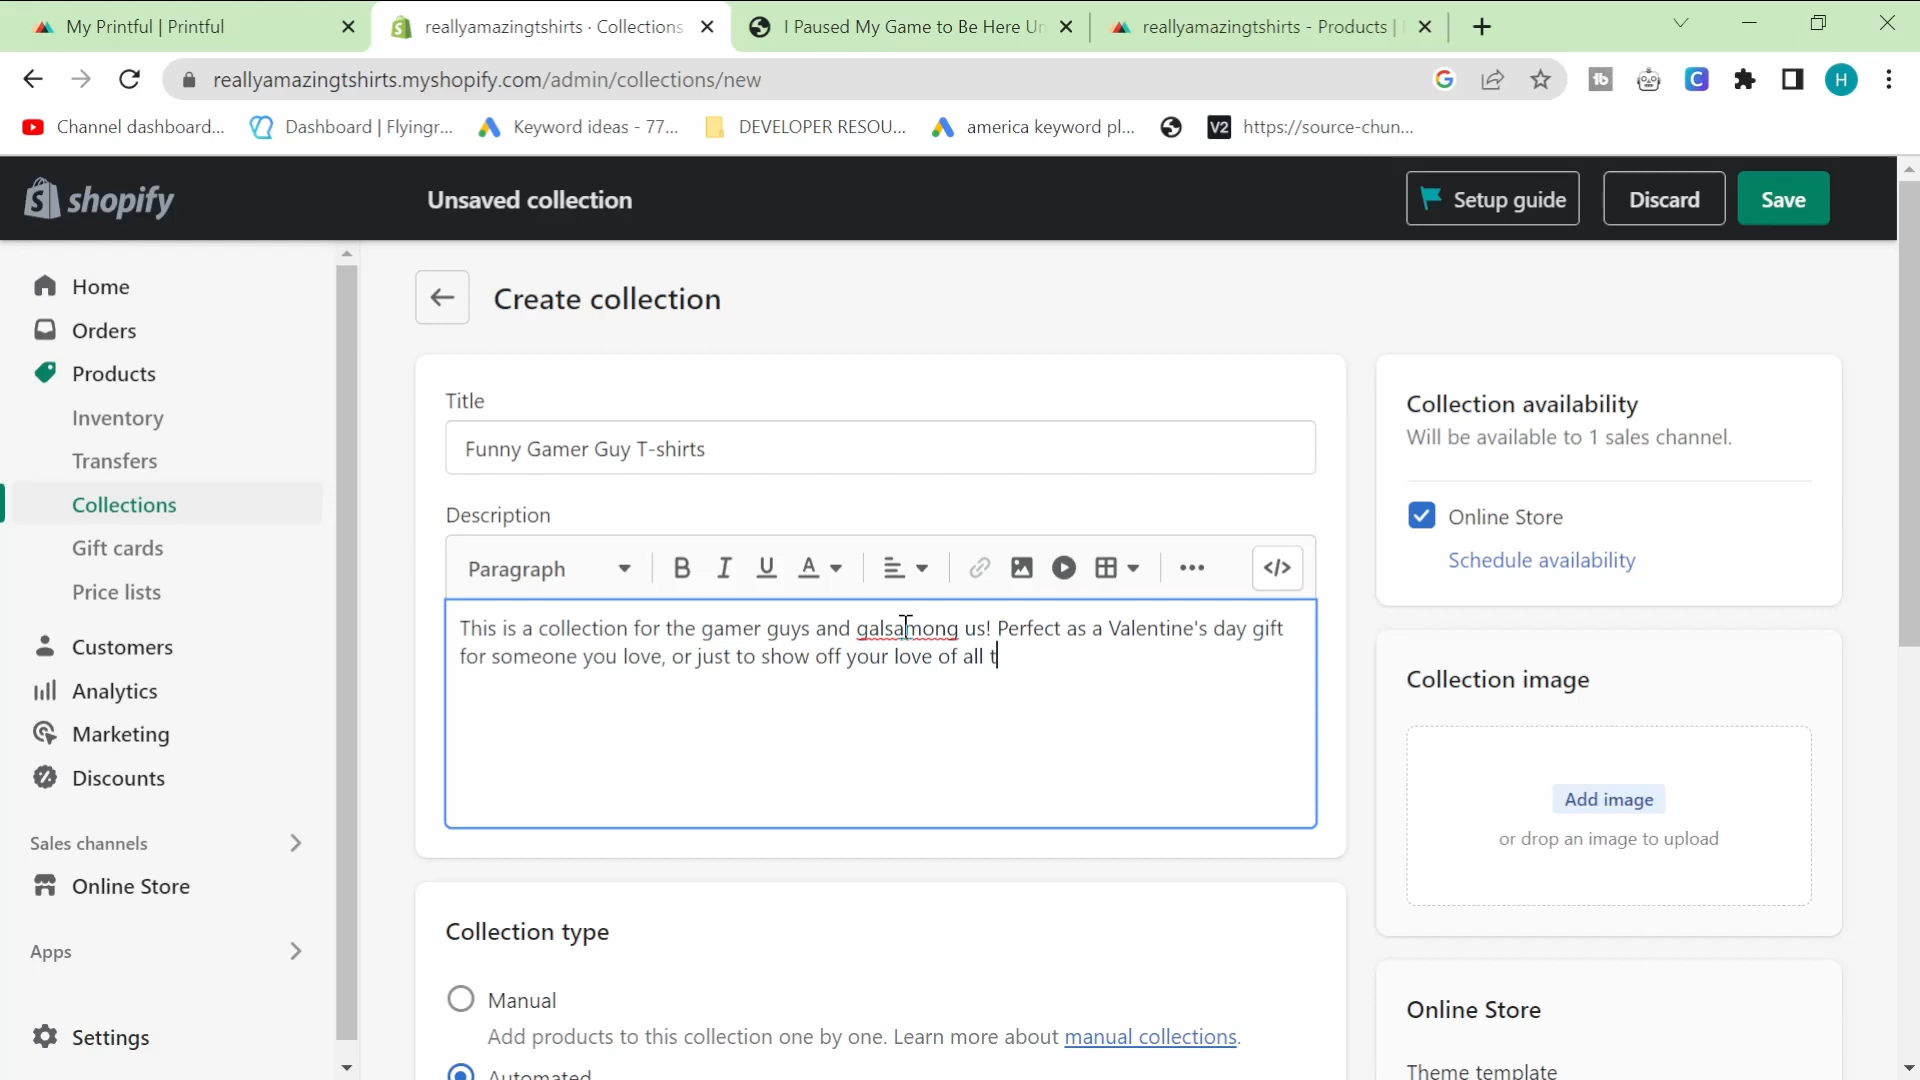 My Printful | Printful
reallyamazingtshirts · Collections
I Paused My Game to Be Here Un
reallyamazingtshirts - Products |
reallyamazingtshirts.myshopify.com/admin/collections/new
Channel dashboard...
Dashboard | Flyingr...
Keyword ideas - 77...
DEVELOPER RESOU...
america keyword pl...
V2
https://source-chun...
tb
C
H
shopify
Unsaved collection
Setup guide
Discard
Save
Home
Orders
Products
Inventory
Transfers
Collections
Gift cards
Price lists
Customers
Analytics
Marketing
Discounts
Sales channels
Online Store
Apps
Settings
Create collection
Title
Funny Gamer Guy T-shirts
Description
Paragraph
B I U A
</>
This is a collection for the gamer guys and galsamong us! Perfect as a Valentine's day gift
for someone you love, or just to show off your love of all t
Collection type
Manual
Add products to this collection one by one. Learn more about manual collections.
Automated
Collection availability
Will be available to 1 sales channel.
Online Store
Schedule availability
Collection image
Add image
or drop an image to upload
Online Store
Theme template